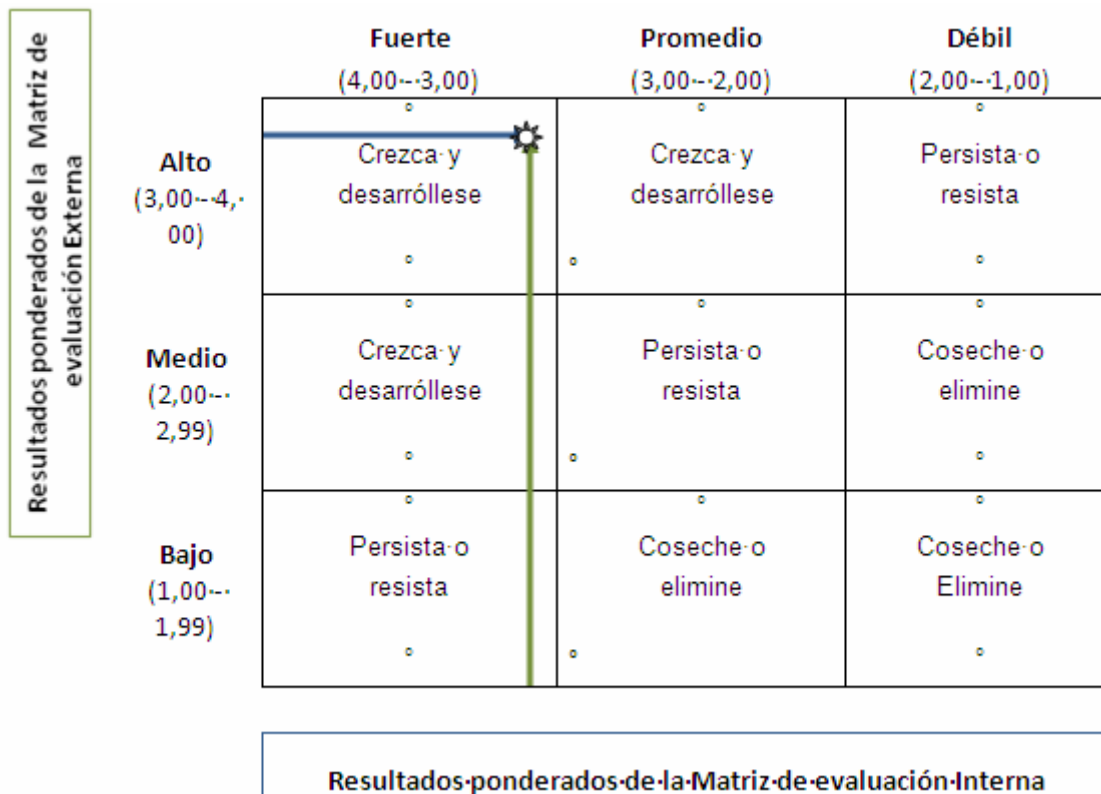 Resultados ponderados de la Matriz de
evaluación Externa
Fuerte
(4,00·-·3,00)
Promedio
(3,00·-·2,00)
Débil
(2,00·-·1,00)
Alto
(3,00·-·4,·
00)
Crezca·y
desarróllese
Crezca·y
desarróllese
Persista·o
resista
Medio
(2,00·-·
2,99)
Crezca·y
desarróllese
Persista·o
resista
Coseche·o
elimine
Bajo
(1,00·-·
1,99)
Persista·o
resista
Coseche·o
elimine
Coseche·o
Elimine
Resultados·ponderados·de·la·Matriz·de·evaluación·Interna